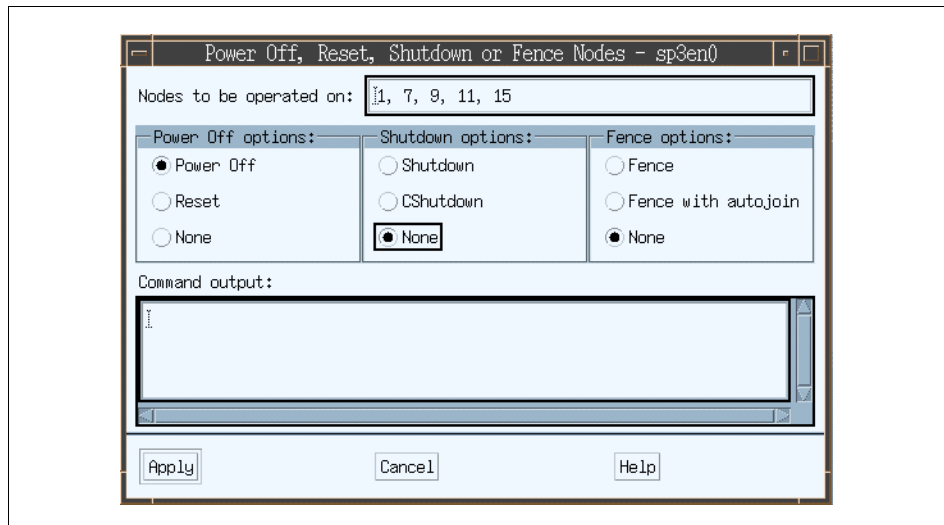 Power Off, Reset, Shutdown or Fence Nodes - sp3en0
Nodes to be operated on: 1, 7, 9, 11, 15
Power Off options: Shutdown options: Fence options:
Power Off Shutdown Fence
Reset CShutdown Fence with autojoin
None None None
Command output:
Apply Cancel Help